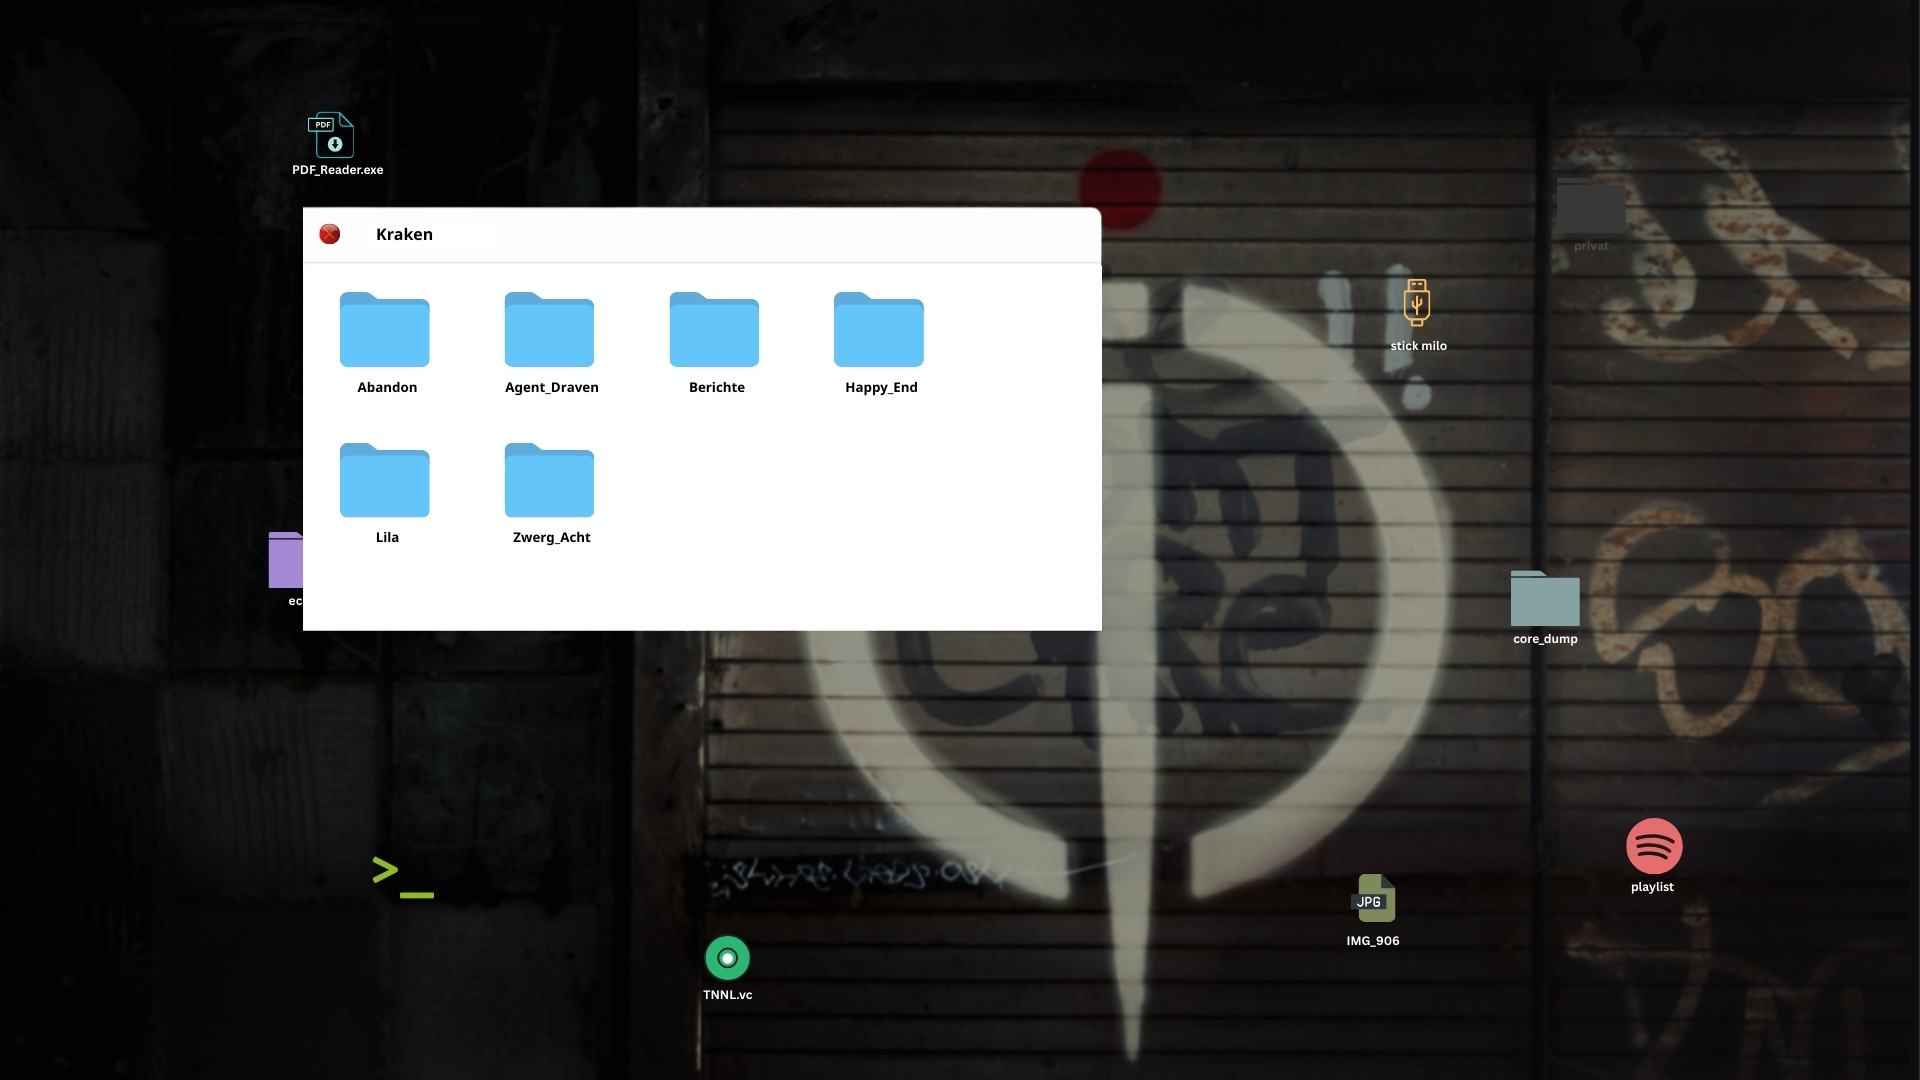 PDF
PDF_Reader.exe
Kraken
privat
stick milo
Abandon
Agent_Draven
Berichte
Happy_End
Lila
Zwerg_Acht
ec
core_dump
>_
playlist
JPG
IMG_906
TNNL.vc